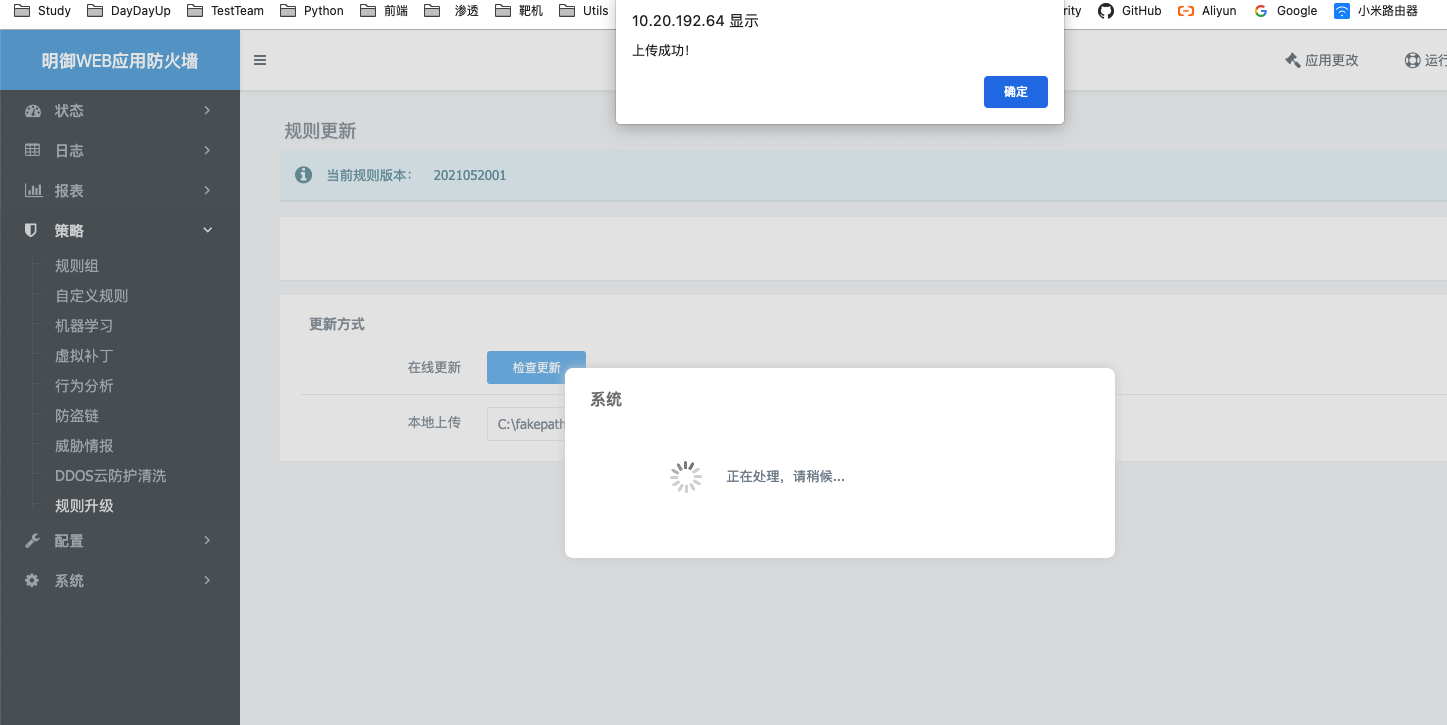 Study DayDayUp TestTeam Python 前端 渗透 靶机 Utils rity GitHub Aliyun Google 小米路由器
10.20.192.64 显示
上传成功！
确定
明御WEB应用防火墙
应用更改 运行
状态
日志
报表
策略
规则组
自定义规则
机器学习
虚拟补丁
行为分析
防盗链
威胁情报
DDOS云防护清洗
规则升级
配置
系统
规则更新
当前规则版本： 2021052001
更新方式
在线更新 检查更新
本地上传 C:\fakepath
系统
正在处理，请稍候...